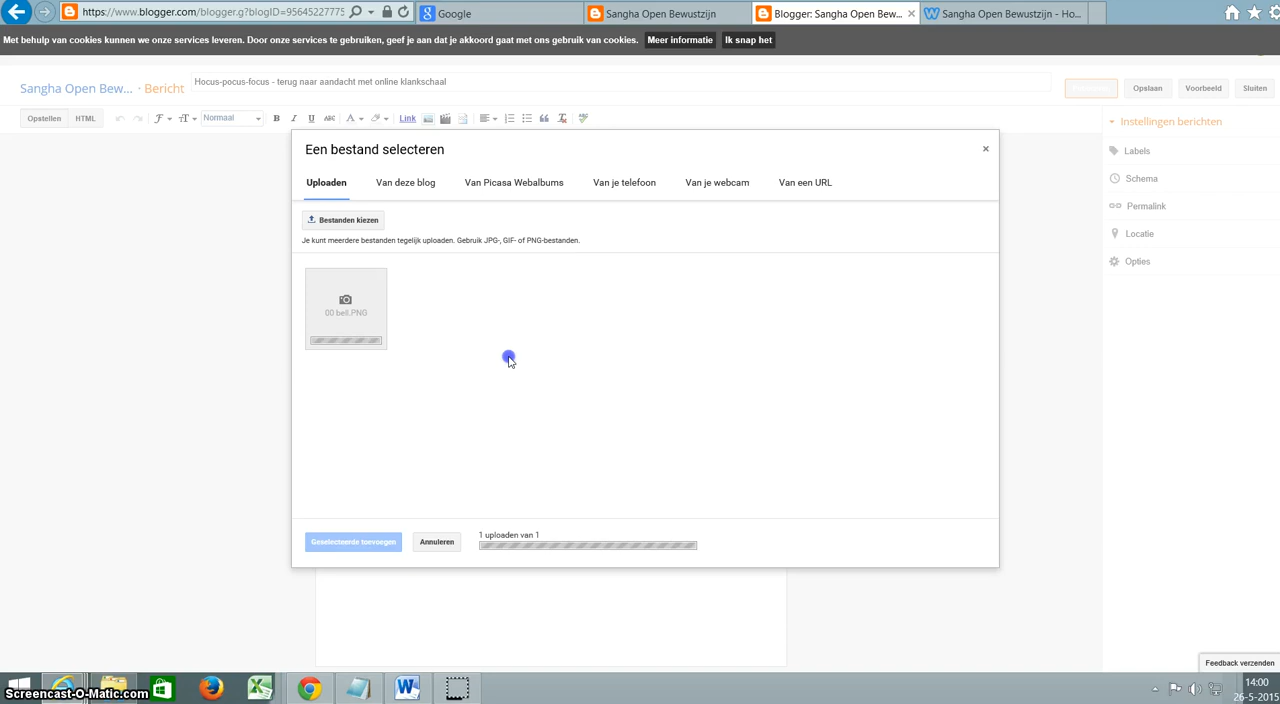 https://www.blogger.com/blogger.g?blogID=95645227775
Google
Sangha Open Bewustzijn
Blogger: Sangha Open Bew...
Sangha Open Bewustzijn - Ho...
Met behulp van cookies kunnen we onze services leveren. Door onze services te gebruiken, geef je aan dat je akkoord gaat met ons gebruik van cookies. Meer informatie Ik snap het
Sangha Open Bew... · Bericht
Hocus-pocus-focus - terug naar aandacht met online klankschaal
Opslaan
Voorbeeld
Sluiten
Opstellen
HTML
Normaal
B I U ABC A Link
Een bestand selecteren
Uploaden
Van deze blog
Van Picasa Webalbums
Van je telefoon
Van je webcam
Van een URL
Bestanden kiezen
Je kunt meerdere bestanden tegelijk uploaden. Gebruik JPG-, GIF- of PNG-bestanden.
00 bell.PNG
Geselecteerde toevoegen
Annuleren
1 uploaden van 1
Instellingen berichten
Labels
Schema
Permalink
Locatie
Opties
Feedback verzenden
Screencast-O-Matic.com
14:00
26-5-2015